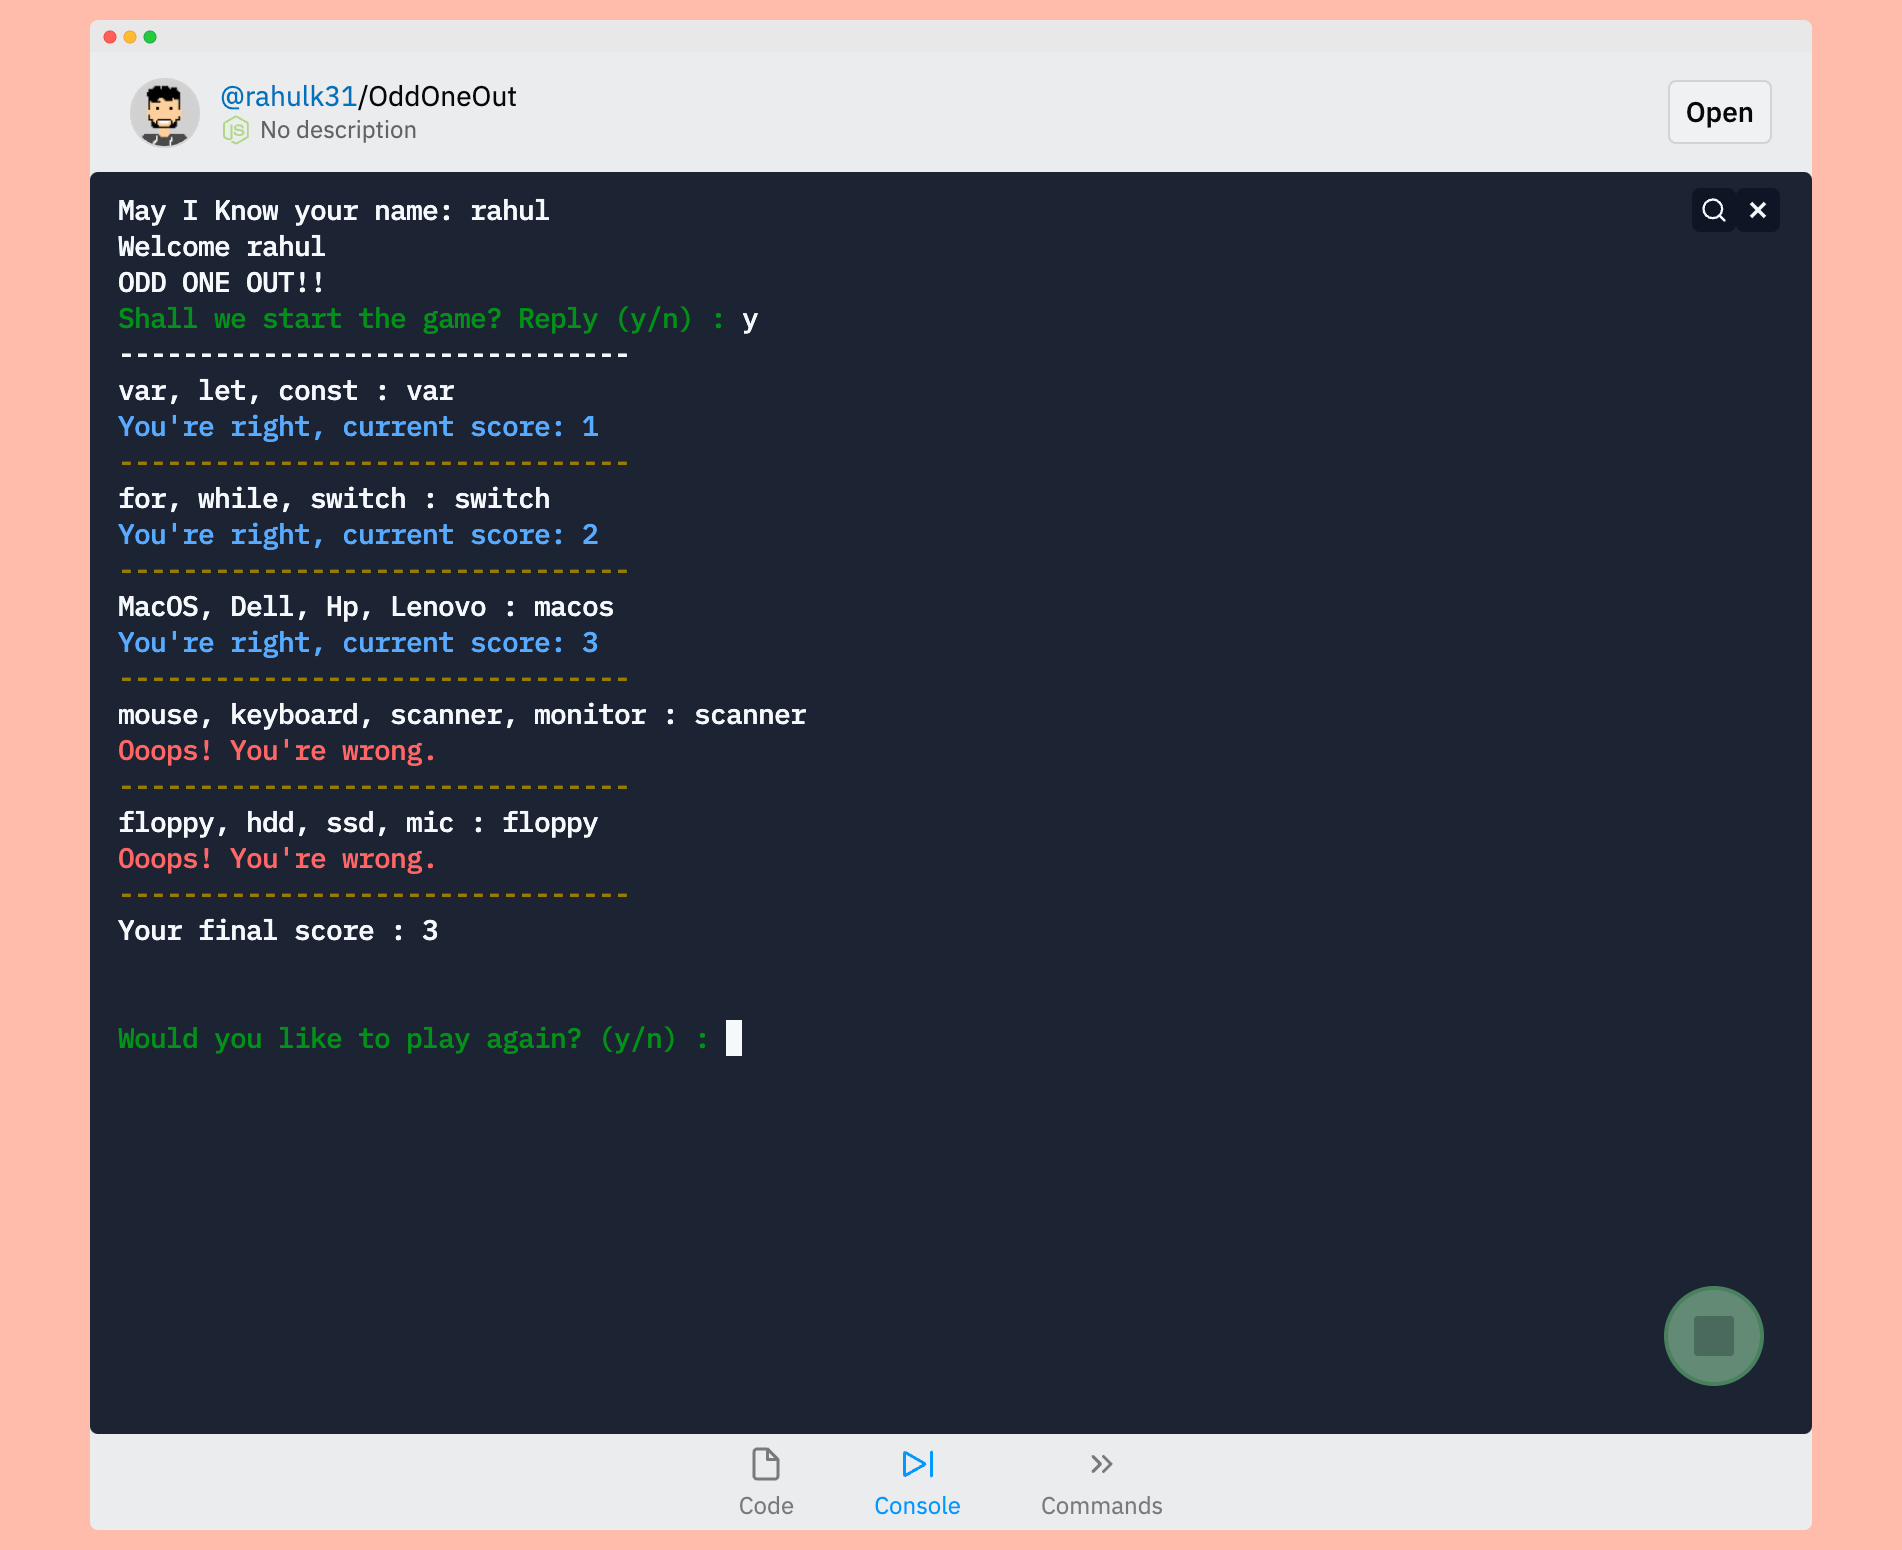 @rahulk31/OddOneOut
JS No description
Open
May I Know your name: rahul
Welcome rahul
ODD ONE OUT!!
Shall we start the game? Reply (y/n) : y
--------------------------------
var, let, const : var
You're right, current score: 1
--------------------------------
for, while, switch : switch
You're right, current score: 2
--------------------------------
MacOS, Dell, Hp, Lenovo : macos
You're right, current score: 3
--------------------------------
mouse, keyboard, scanner, monitor : scanner
Ooops! You're wrong.
--------------------------------
floppy, hdd, ssd, mic : floppy
Ooops! You're wrong.
--------------------------------
Your final score : 3
Would you like to play again? (y/n) :
Code
Console
Commands